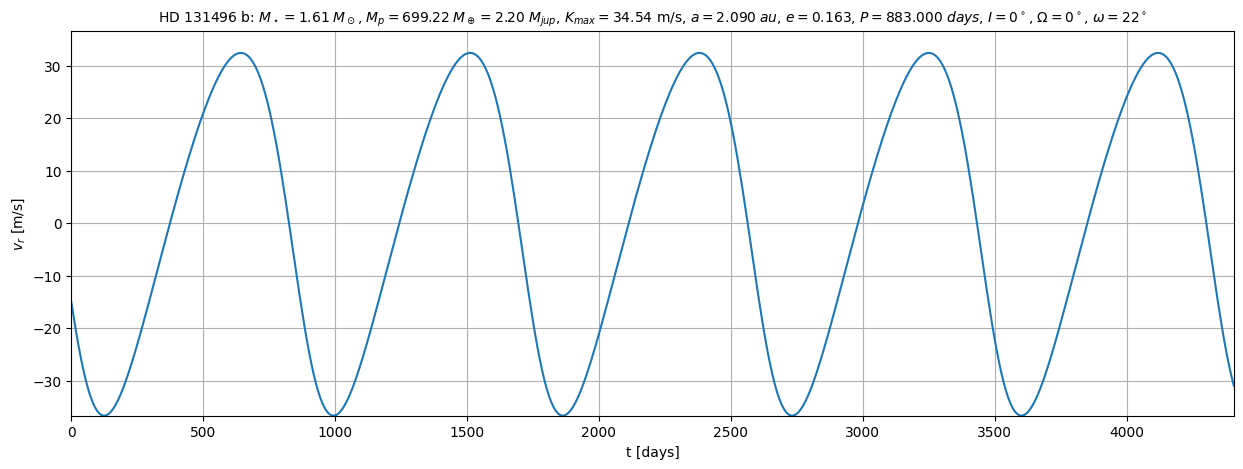 HD 131496 b: $M_\star = 1.61\ M_\odot$, $M_p = 699.22\ M_\oplus = 2.20\ M_{jup}$, $K_{max} = 34.54$ m/s, $a = 2.090\ au$, $e = 0.163$, $P = 883.000\ days$, $I = 0^\circ$, $\Omega = 0^\circ$, $\omega = 22^\circ$
30
20
10
0
−10
−20
−30
$v_r$ [m/s]
0 500 1000 1500 2000 2500 3000 3500 4000
t [days]